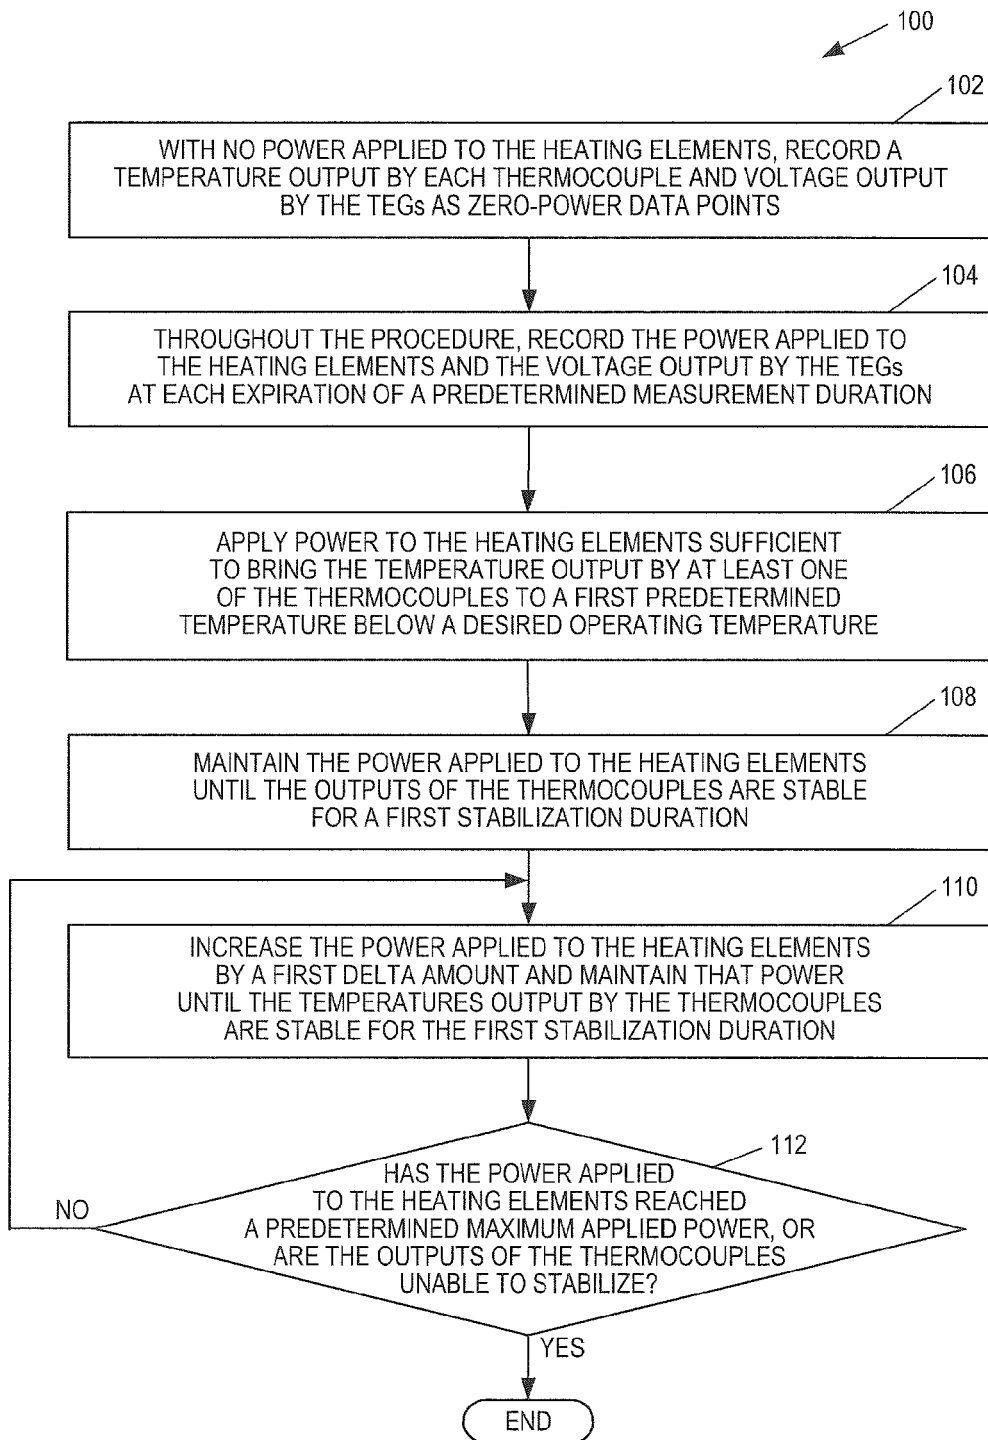 100
102
WITH NO POWER APPLIED TO THE HEATING ELEMENTS, RECORD A
TEMPERATURE OUTPUT BY EACH THERMOCOUPLE AND VOLTAGE OUTPUT
BY THE TEGs AS ZERO-POWER DATA POINTS
104
THROUGHOUT THE PROCEDURE, RECORD THE POWER APPLIED TO
THE HEATING ELEMENTS AND THE VOLTAGE OUTPUT BY THE TEGs
AT EACH EXPIRATION OF A PREDETERMINED MEASUREMENT DURATION
106
APPLY POWER TO THE HEATING ELEMENTS SUFFICIENT
TO BRING THE TEMPERATURE OUTPUT BY AT LEAST ONE
OF THE THERMOCOUPLES TO A FIRST PREDETERMINED
TEMPERATURE BELOW A DESIRED OPERATING TEMPERATURE
108
MAINTAIN THE POWER APPLIED TO THE HEATING ELEMENTS
UNTIL THE OUTPUTS OF THE THERMOCOUPLES ARE STABLE
FOR A FIRST STABILIZATION DURATION
110
INCREASE THE POWER APPLIED TO THE HEATING ELEMENTS
BY A FIRST DELTA AMOUNT AND MAINTAIN THAT POWER
UNTIL THE TEMPERATURES OUTPUT BY THE THERMOCOUPLES
ARE STABLE FOR THE FIRST STABILIZATION DURATION
112
HAS THE POWER APPLIED
TO THE HEATING ELEMENTS REACHED
A PREDETERMINED MAXIMUM APPLIED POWER, OR
ARE THE OUTPUTS OF THE THERMOCOUPLES
UNABLE TO STABILIZE?
NO
YES
END